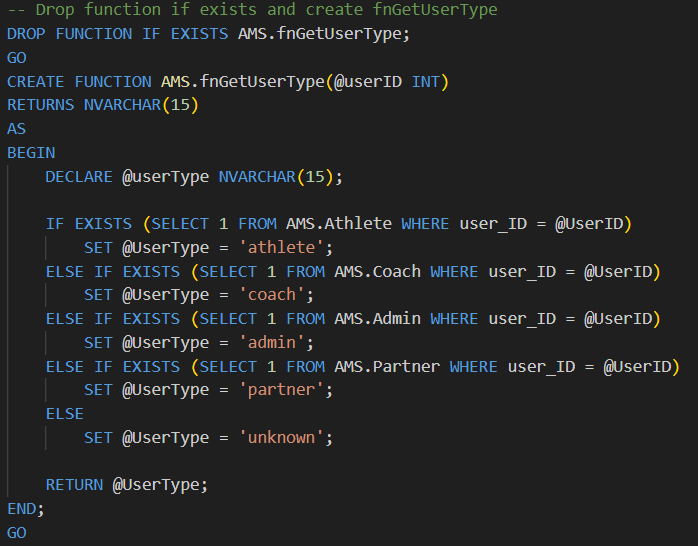 -- Drop function if exists and create fnGetUserType
DROP FUNCTION IF EXISTS AMS.fnGetUserType;
GO
CREATE FUNCTION AMS.fnGetUserType(@userID INT)
RETURNS NVARCHAR(15)
AS
BEGIN
    DECLARE @userType NVARCHAR(15);

    IF EXISTS (SELECT 1 FROM AMS.Athlete WHERE user_ID = @UserID)
        SET @UserType = 'athlete';
    ELSE IF EXISTS (SELECT 1 FROM AMS.Coach WHERE user_ID = @UserID)
        SET @UserType = 'coach';
    ELSE IF EXISTS (SELECT 1 FROM AMS.Admin WHERE user_ID = @UserID)
        SET @UserType = 'admin';
    ELSE IF EXISTS (SELECT 1 FROM AMS.Partner WHERE user_ID = @UserID)
        SET @UserType = 'partner';
    ELSE
        SET @UserType = 'unknown';

    RETURN @UserType;
END;
GO